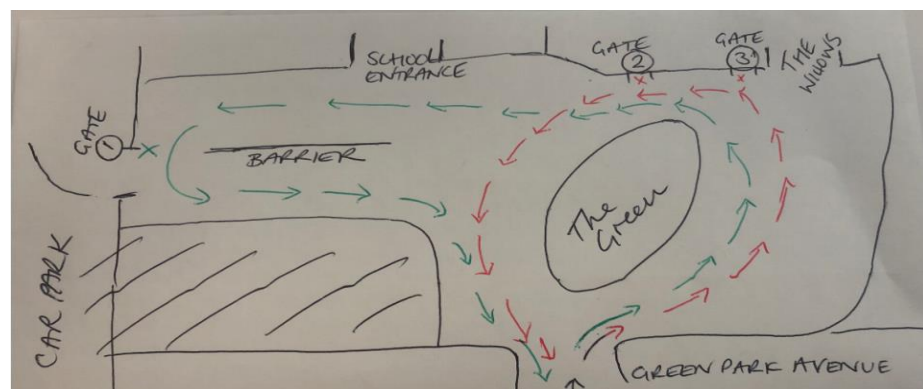 SCHOOL
ENTRANCE
GATE
2
GATE
3
THE
WILLOWS
GATE
1
BARRIER
The
Green
CAR PARK
GREEN PARK AVENUE